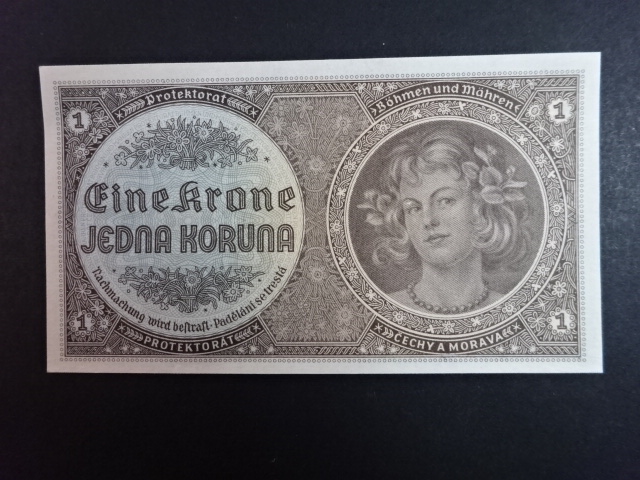 Protektorat
Böhmen und Mähren
1
1
Eine Krone
JEDNA KORUNA
Nachmachung wird bestraft - Padělání se trestá
1
1
PROTEKTORÁT
ČECHY A MORAVA